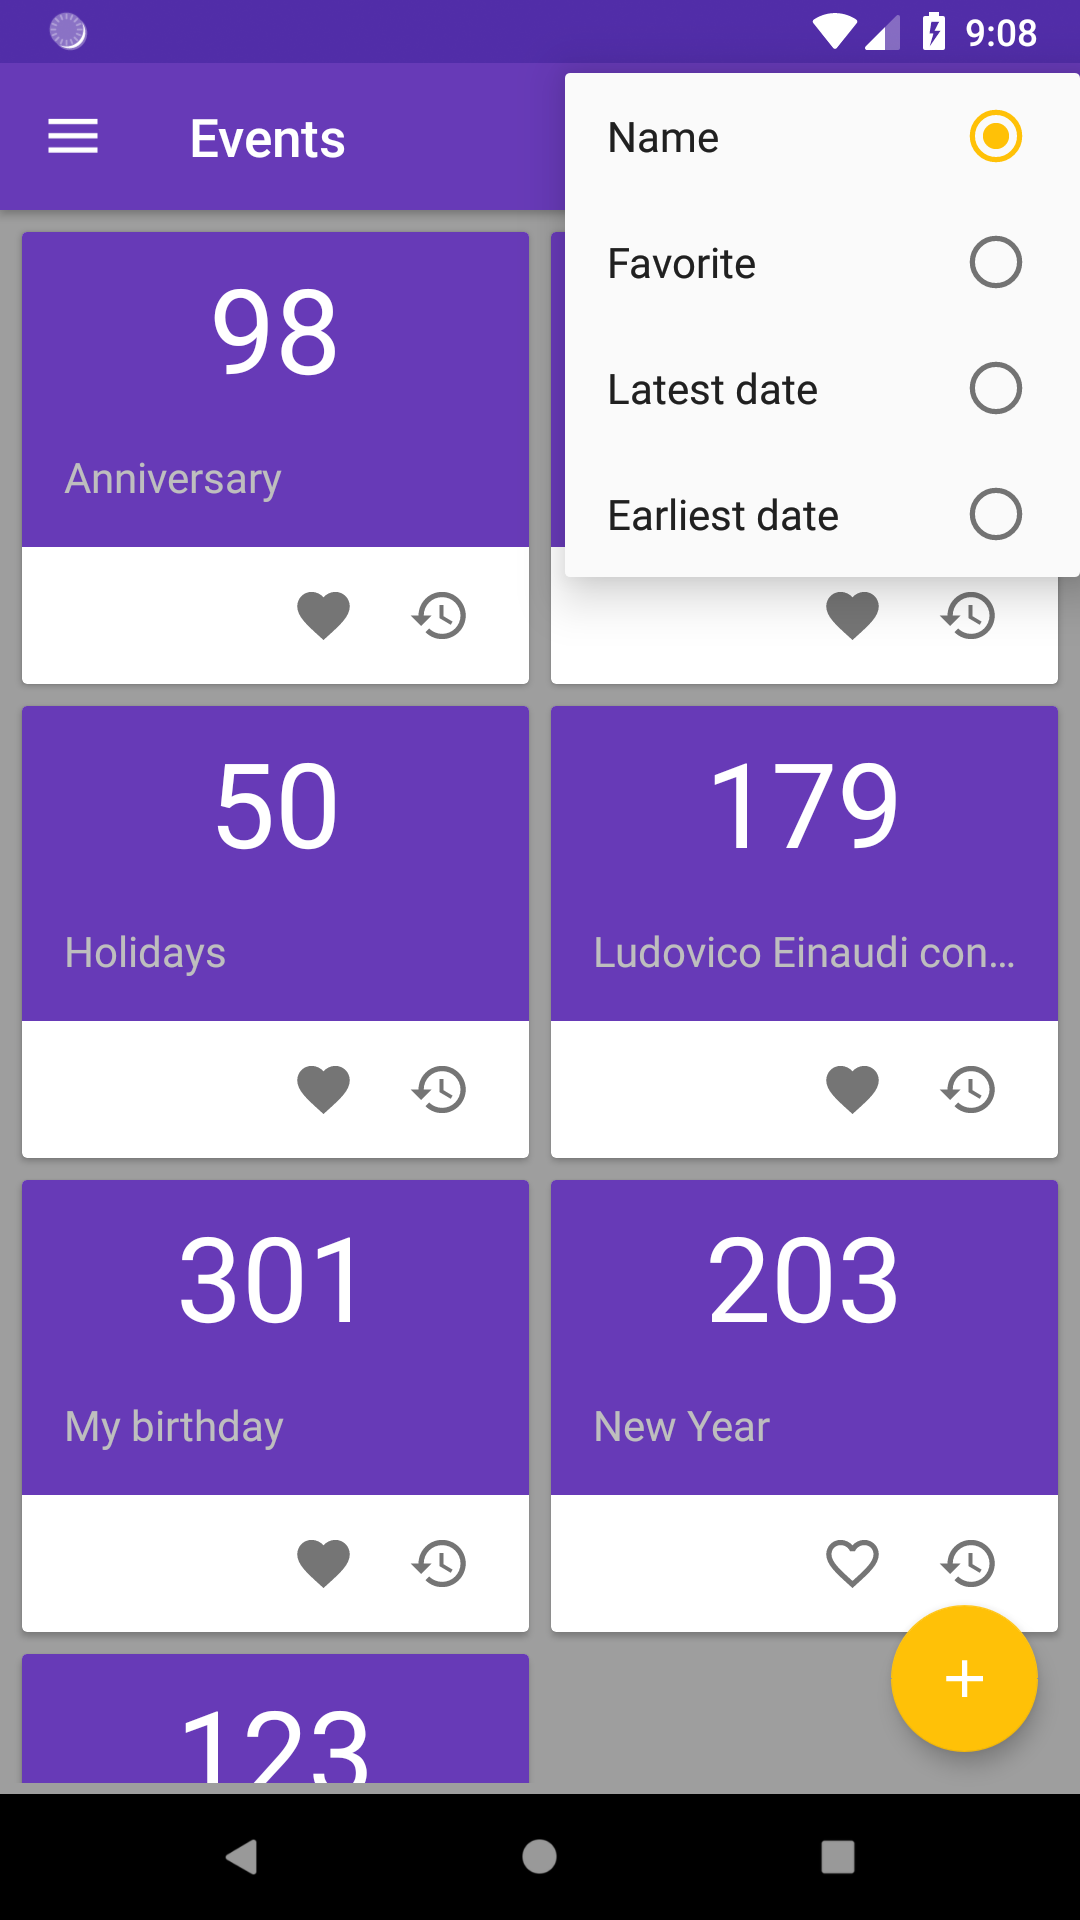 9:08
Events
Name
Favorite
Latest date
Earliest date
98
Anniversary
50
Holidays
179
Ludovico Einaudi con...
301
My birthday
203
New Year
123